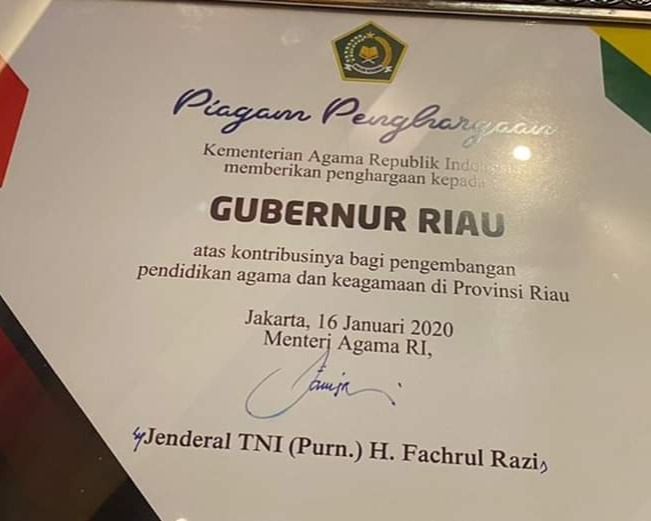 Piagam Penghargaan
Kementerian Agama Republik Indonesia
memberikan penghargaan kepada
GUBERNUR RIAU
atas kontribusinya bagi pengembangan
pendidikan agama dan keagamaan di Provinsi Riau
Jakarta, 16 Januari 2020
Menteri Agama RI,
Jenderal TNI (Purn.) H. Fachrul Razi